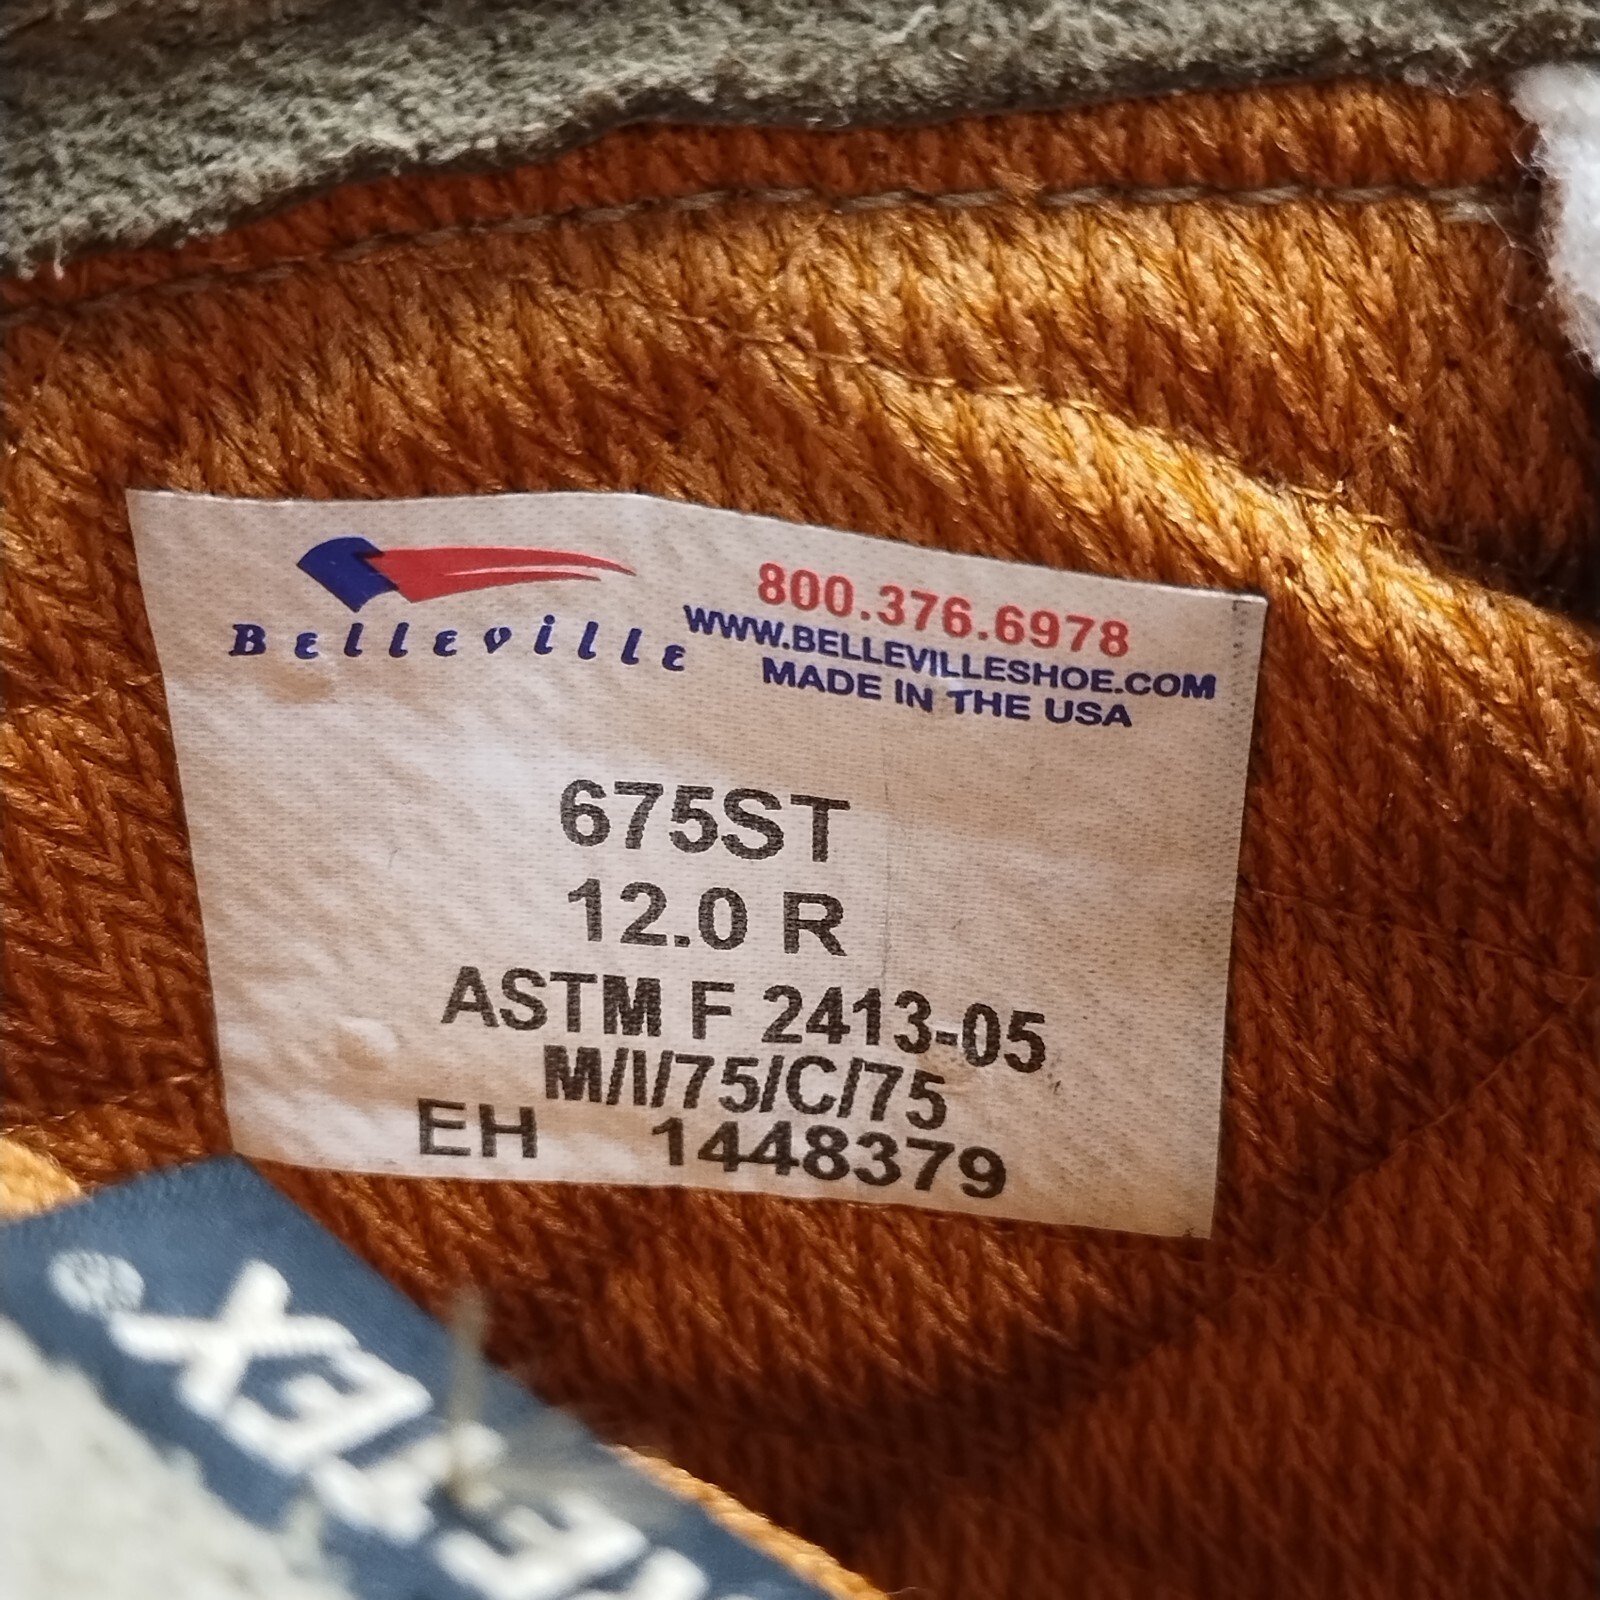 Belleville
800.376.6978
WWW.BELLEVILLESHOE.COM
MADE IN THE USA
675ST
12.0 R
ASTM F 2413-05
M/I/75/C/75
EH 1448379